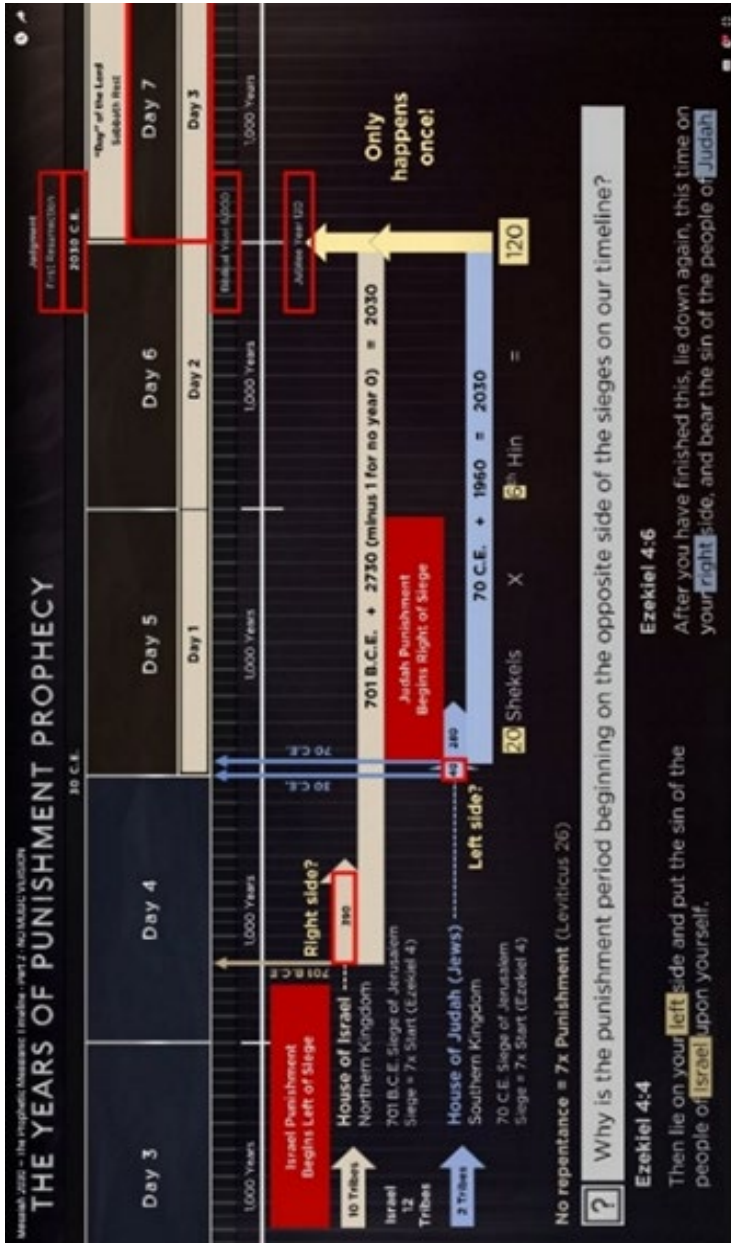 Messiah 2030 – The Prophetic Messianic Timeline - Part 2 - NO MUSIC VERSION
THE YEARS OF PUNISHMENT PROPHECY
Judgment
First Resurrection
30 C.E.
2030 C.E.
Day 3
Day 4
Day 5
Day 6
"Day" of the Lord
Sabbath Rest
Day 7
Day 1
Day 2
Day 3
Biblical Year 6,000
1,000 Years
1,000 Years
1,000 Years
1,000 Years
1,000 Years
Jubilee Year 120
Israel Punishment
Begins Left of Siege
701 B.C.E
Right side?
30 C.E.
70 C.E.
Only
happens
once!
10 Tribes
House of Israel
Northern Kingdom
390
701 B.C.E. Siege of Jerusalem
Siege = 7x Start (Ezekiel 4)
701 B.C.E. + 2730 (minus 1 for no year 0) = 2030
Israel
12
Tribes
Judah Punishment
Begins Right of Siege
2 Tribes
House of Judah (Jews)
Southern Kingdom
40
280
70 C.E. Siege of Jerusalem
Siege = 7x Start (Ezekiel 4)
Left side?
70 C.E. + 1960 = 2030
20 Shekels X 6th Hin = 120
No repentance = 7x Punishment (Leviticus 26)
? Why is the punishment period beginning on the opposite side of the sieges on our timeline?
Ezekiel 4:4
Then lie on your left side and put the sin of the
people of Israel upon yourself.
Ezekiel 4:6
After you have finished this, lie down again, this time on
your right side, and bear the sin of the people of Judah